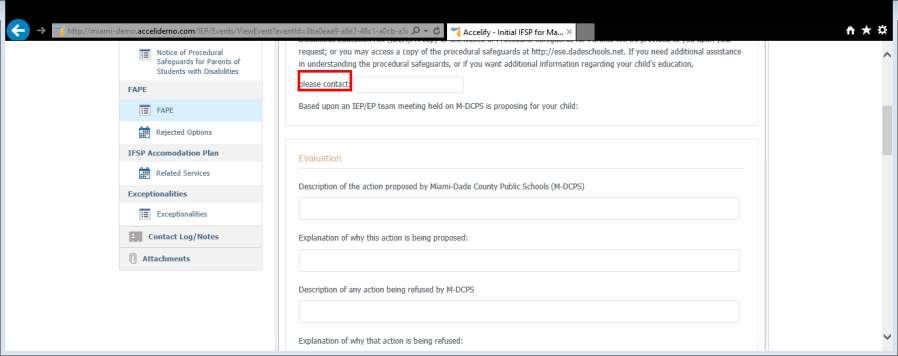 http://miami-demo.accelidemo.com/IEP/Events/ViewEvent?eventId=
Accelify - Initial IFSP for Ma...
Notice of Procedural
Safeguards for Parents of
Students with Disabilities
FAPE
FAPE
Rejected Options
IFSP Accomodation Plan
Related Services
Exceptionalities
Exceptionalities
Contact Log/Notes
Attachments
request; or you may access a copy of the procedural safeguards at http://ese.dadeschools.net. If you need additional assistance
in understanding the procedural safeguards, or if you want additional information regarding your child's education,
please contact:
Based upon an IEP/EP team meeting held on M-DCPS is proposing for your child:
Evaluation
Description of the action proposed by Miami-Dade County Public Schools (M-DCPS)
Explanation of why this action is being proposed:
Description of any action being refused by M-DCPS
Explanation of why that action is being refused: